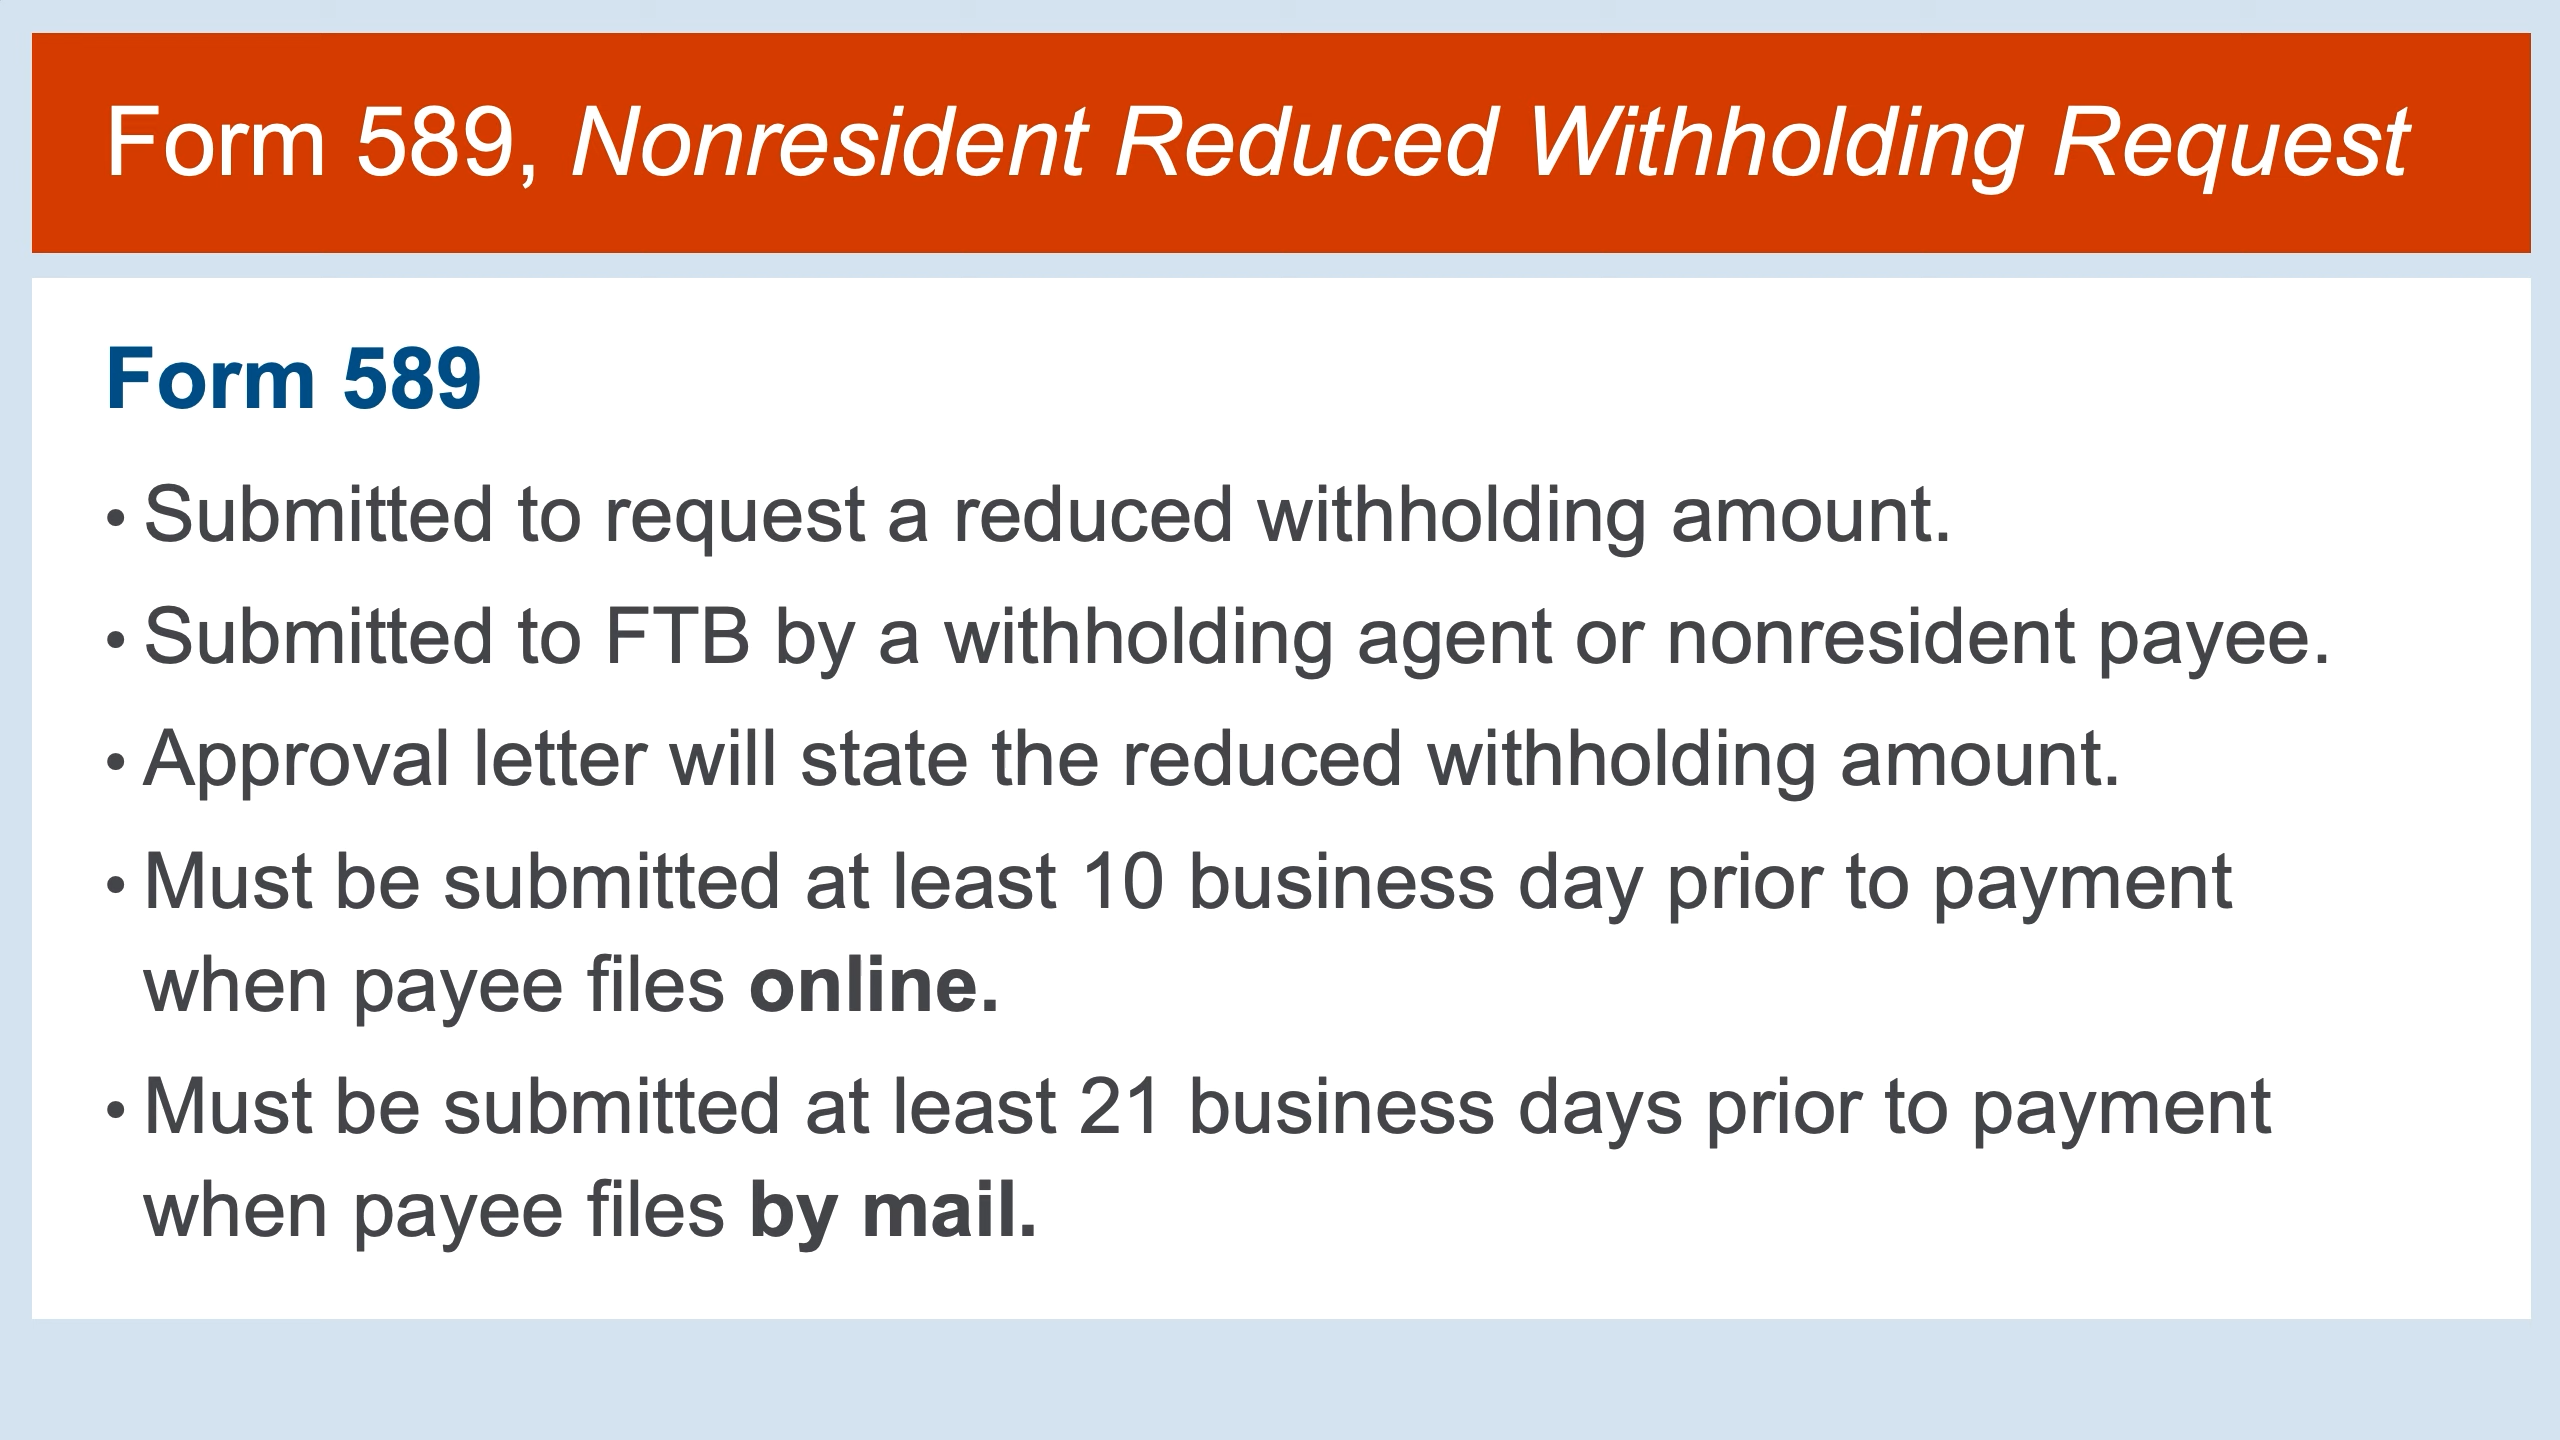 Form 589, Nonresident Reduced Withholding Request
Form 589
• Submitted to request a reduced withholding amount.
• Submitted to FTB by a withholding agent or nonresident payee.
• Approval letter will state the reduced withholding amount.
• Must be submitted at least 10 business day prior to payment
when payee files online.
• Must be submitted at least 21 business days prior to payment
when payee files by mail.